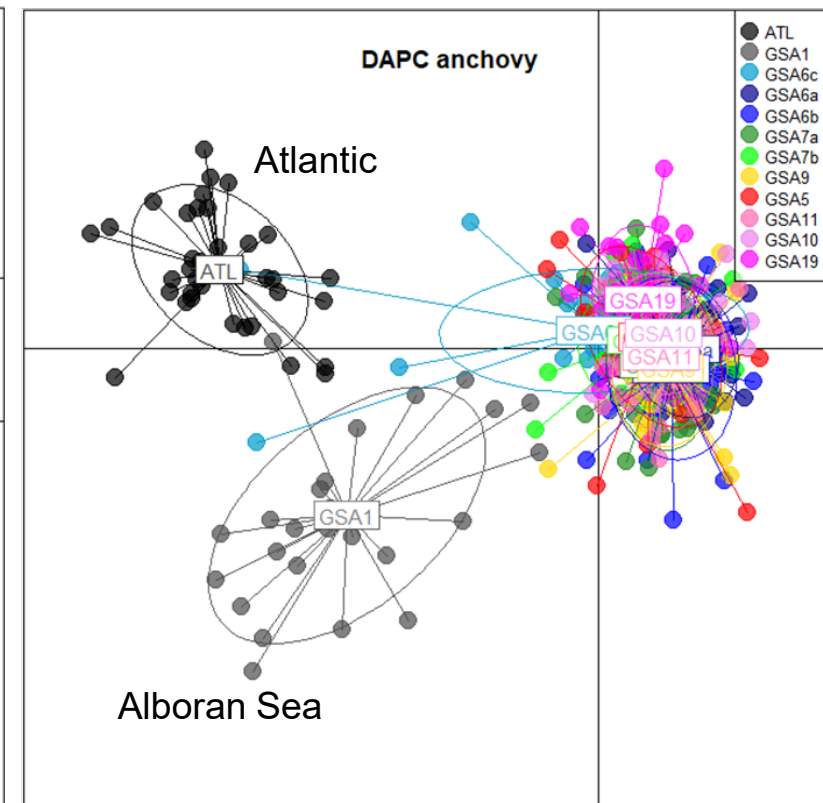 DAPC anchovy
ATL
GSA1
GSA6c
GSA6a
GSA6b
GSA7a
GSA7b
GSA9
GSA5
GSA11
GSA10
GSA19
Atlantic
ATL
GSA19
GSA10
GSA11
GSA1
Alboran Sea